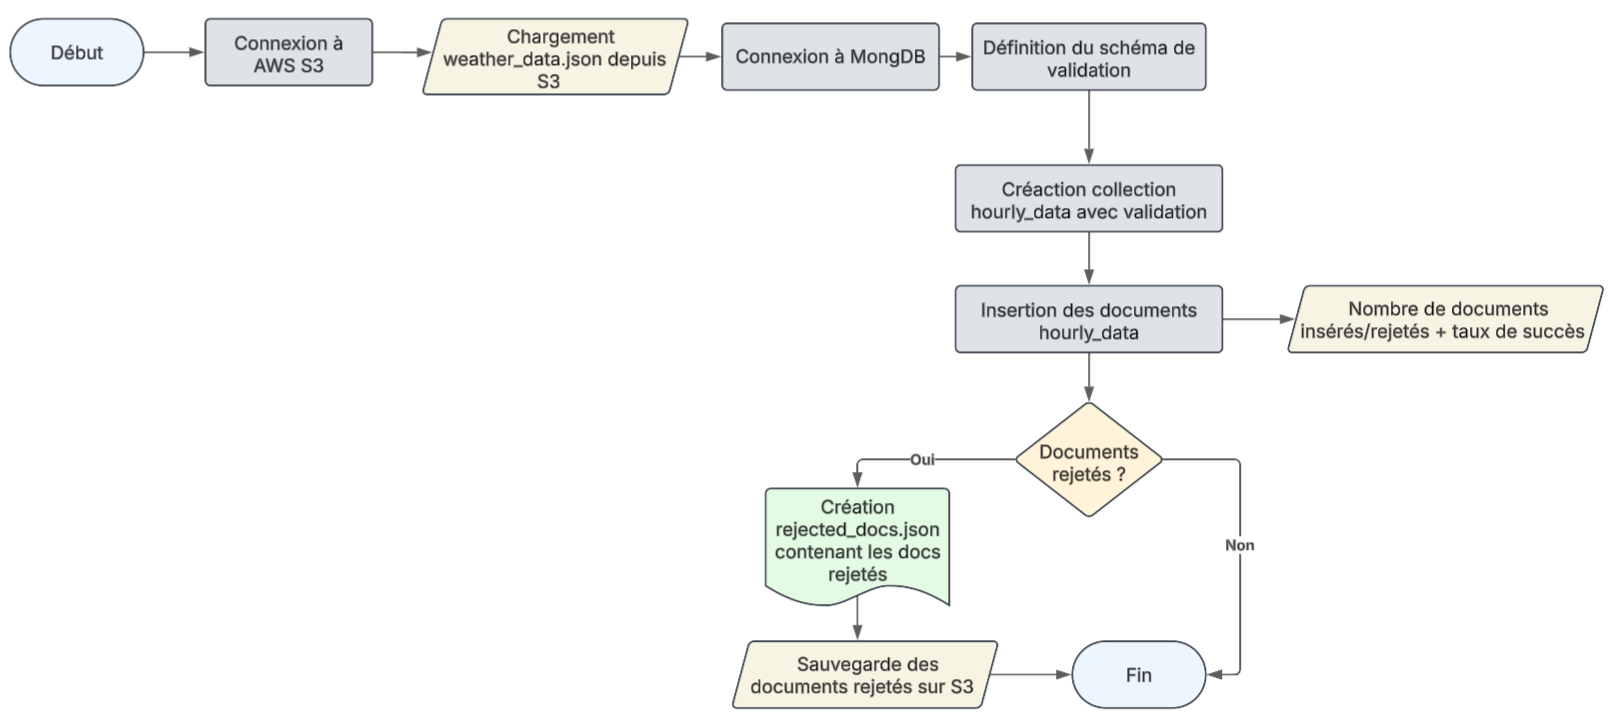 Début
Connexion à
AWS S3
Chargement
weather_data.json depuis
S3
Connexion à MongDB
Définition du schéma de
validation
Créaction collection
hourly_data avec validation
Insertion des documents
hourly_data
Nombre de documents
insérés/rejetés + taux de succès
Documents
rejetés ?
Oui
Non
Création
rejected_docs.json
contenant les docs
rejetés
Sauvegarde des
documents rejetés sur S3
Fin